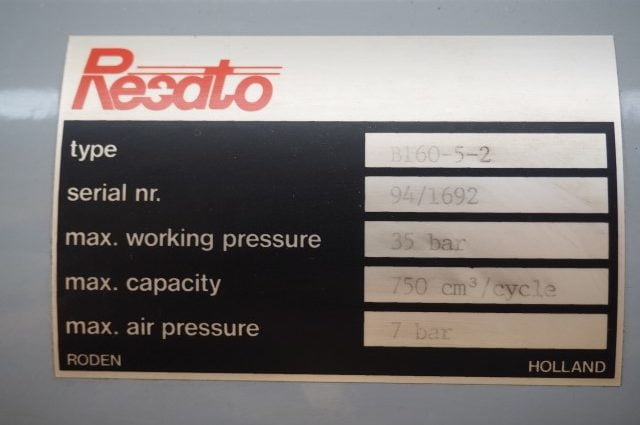 Resato
type B160-5-2
serial nr. 94/1692
max. working pressure 35 bar
max. capacity 750 cm³/cycle
max. air pressure 7 bar
RODEN HOLLAND